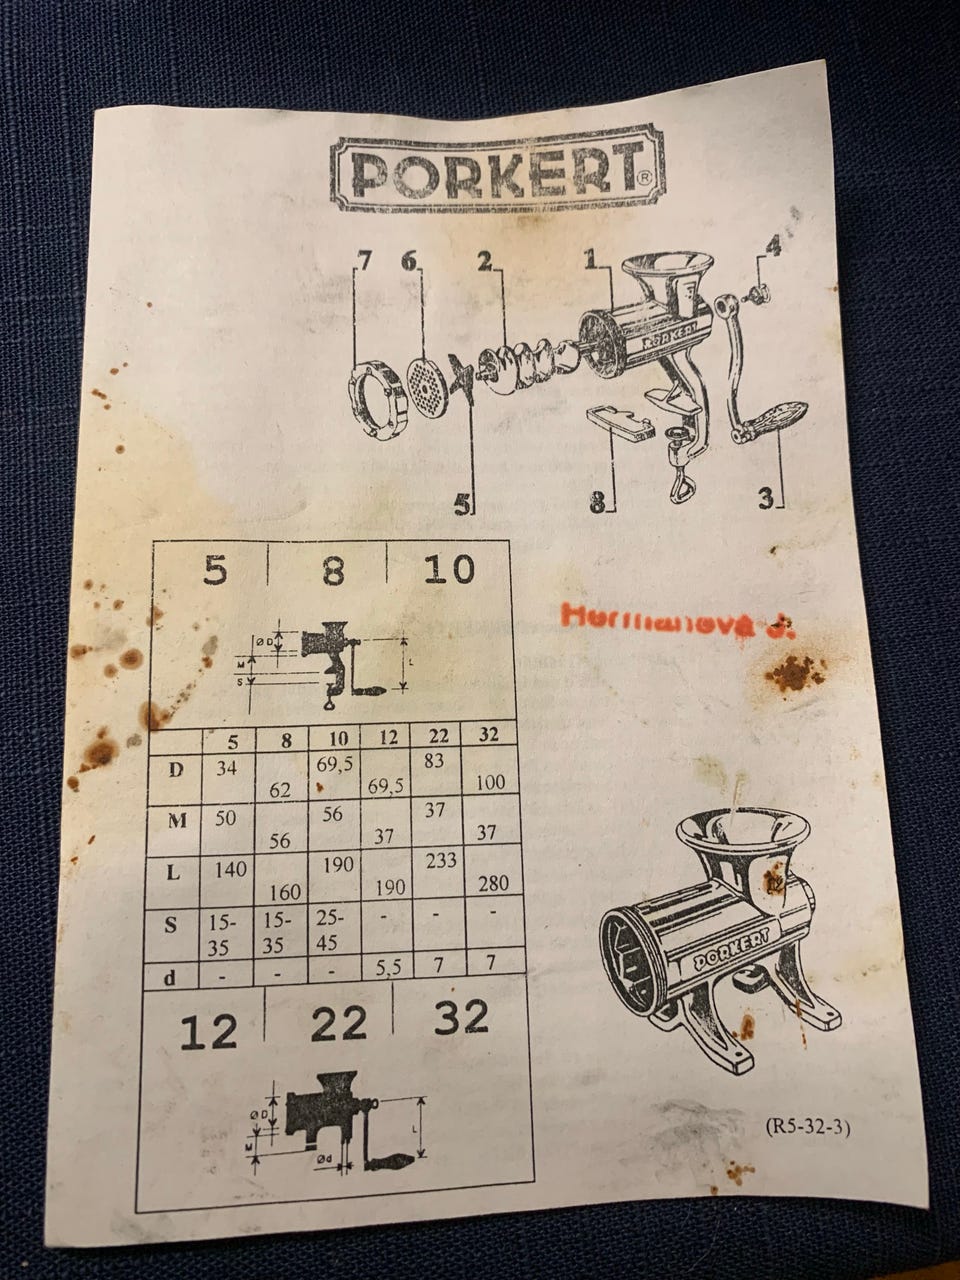 PORKERT®
7 6 2 1 4
PORKERT
5 8 3
5 8 10
ØD
M
S
L
5 8 10 12 22 32
D 34 62 69,5 69,5 83 100
M 50 56 56 37 37 37
L 140 160 190 190 233 280
S 15-35 15-35 25-45 - - -
d - - - 5,5 7 7
12 22 32
ØD
M
Ød
L
PORKERT
(R5-32-3)